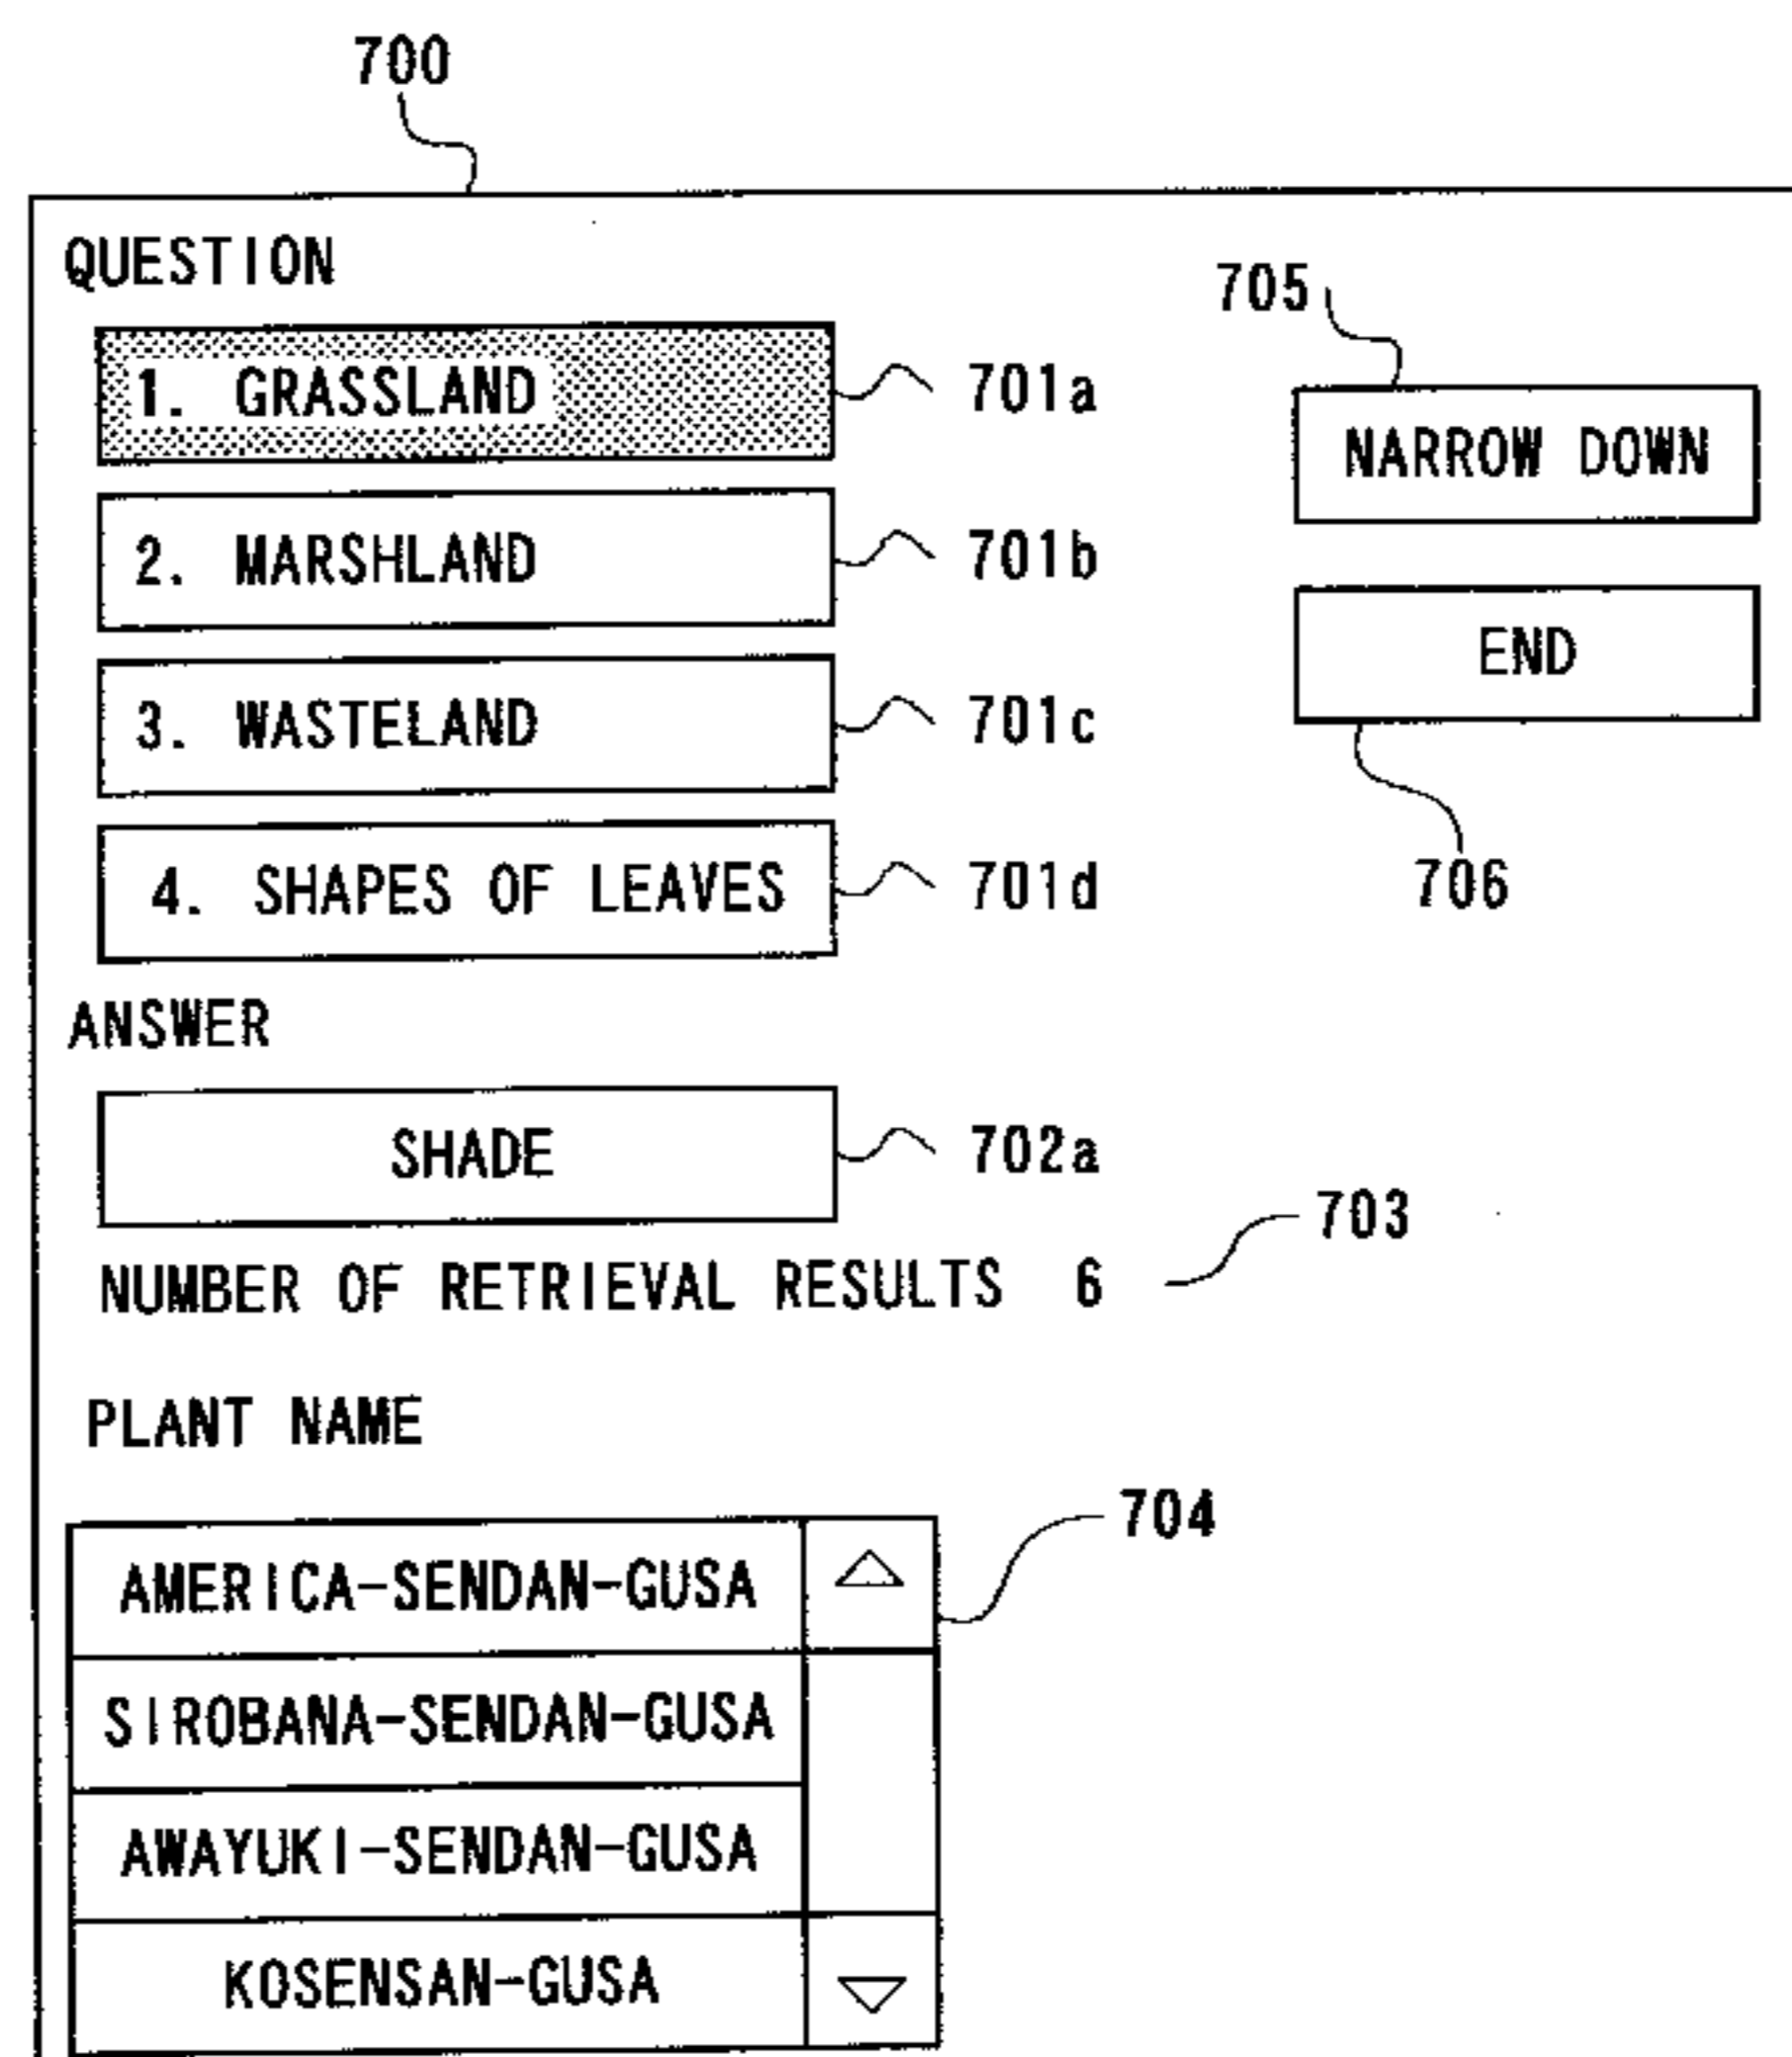 700
QUESTION
705
1. GRASSLAND 701a
NARROW DOWN
2. MARSHLAND 701b
END
3. WASTELAND 701c
4. SHAPES OF LEAVES 701d
706
ANSWER
SHADE 702a
703
NUMBER OF RETRIEVAL RESULTS 6
PLANT NAME
704
AMERICA-SENDAN-GUSA
SIROBANA-SENDAN-GUSA
AWAYUKI-SENDAN-GUSA
KOSENSAN-GUSA